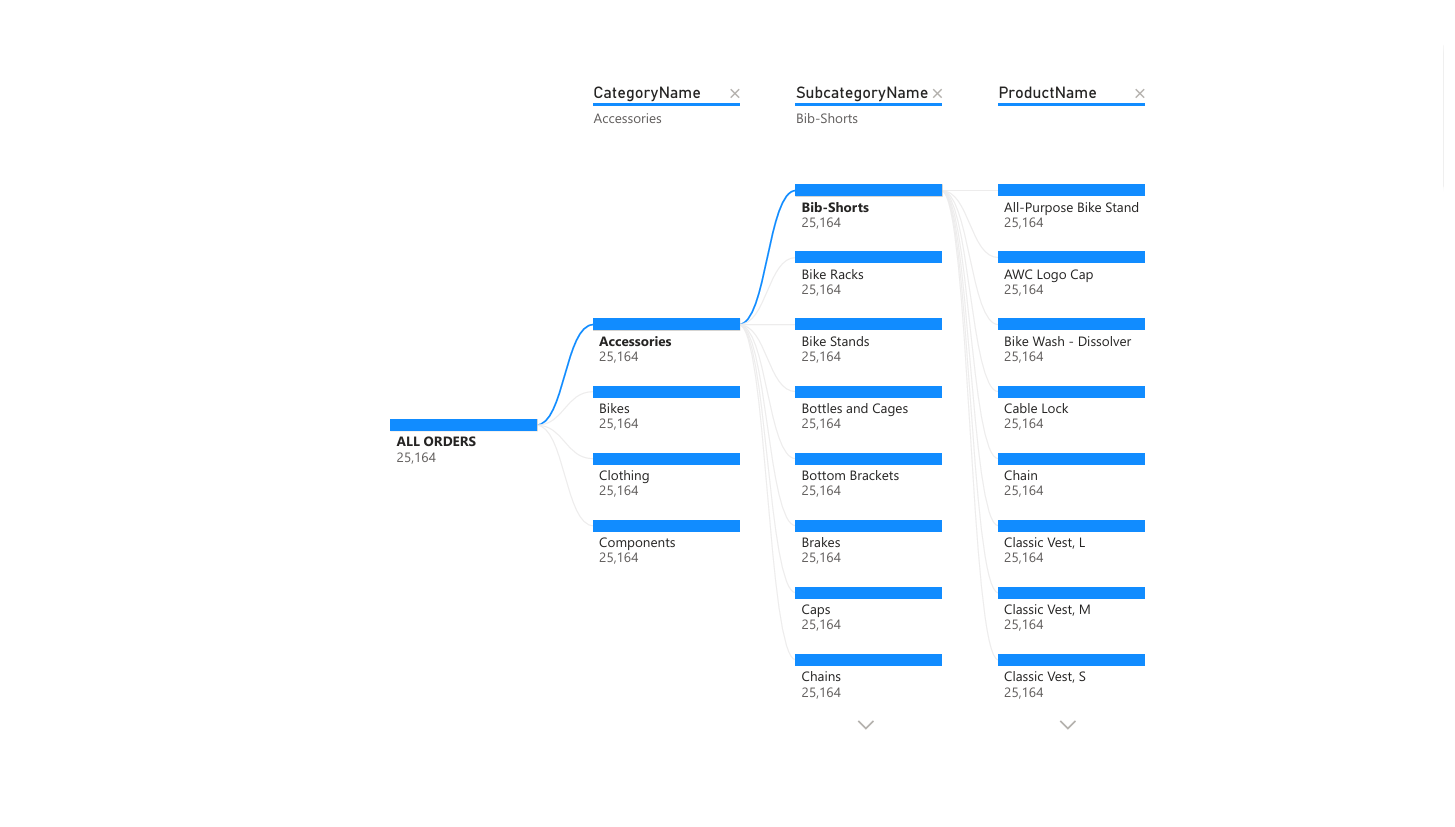 CategoryName
Accessories
SubcategoryName
Bib-Shorts
ProductName
ALL ORDERS
25,164
Accessories
25,164
Bikes
25,164
Clothing
25,164
Components
25,164
Bib-Shorts
25,164
Bike Racks
25,164
Bike Stands
25,164
Bottles and Cages
25,164
Bottom Brackets
25,164
Brakes
25,164
Caps
25,164
Chains
25,164
All-Purpose Bike Stand
25,164
AWC Logo Cap
25,164
Bike Wash - Dissolver
25,164
Cable Lock
25,164
Chain
25,164
Classic Vest, L
25,164
Classic Vest, M
25,164
Classic Vest, S
25,164